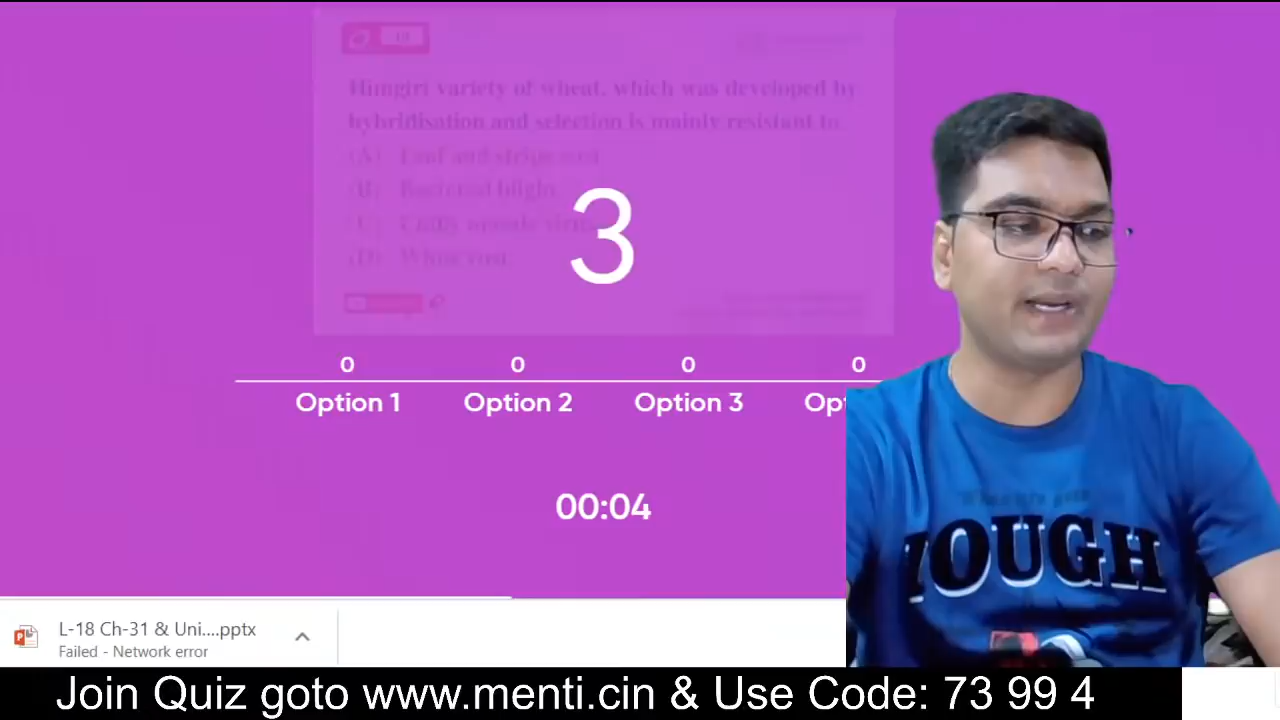 19
Himgiri variety of wheat, which was developed by
hybridisation and selection is mainly resistant to
(A) Leaf and stripe rust
(B) Bacterial blight
(D) White rust
3
0 0 0 0
Option 1 Option 2 Option 3 Opt
00:04
TOUGH
L-18 Ch-31 & Uni....pptx
Failed - Network error
Join Quiz goto www.menti.cin & Use Code: 73 99 4